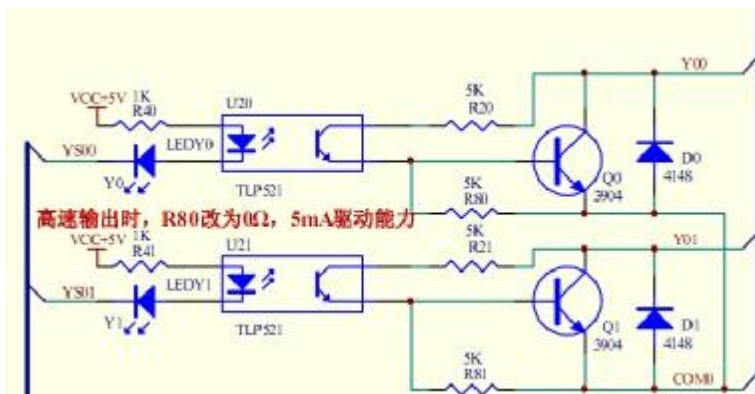 Y00
VCC+5V 1K U20 5K
R40 R20
YS00 LEDY0
Y0 TLP521 Q0 D0
5K 3904 4148
R80
高速输出时，R80改为0Ω，5mA驱动能力
VCC+5V 1K U21 5K Y01
R41 R21
YS01 LEDY1
Y1 TLP521 Q1 D1
5K 3904 4148
R81 COM0